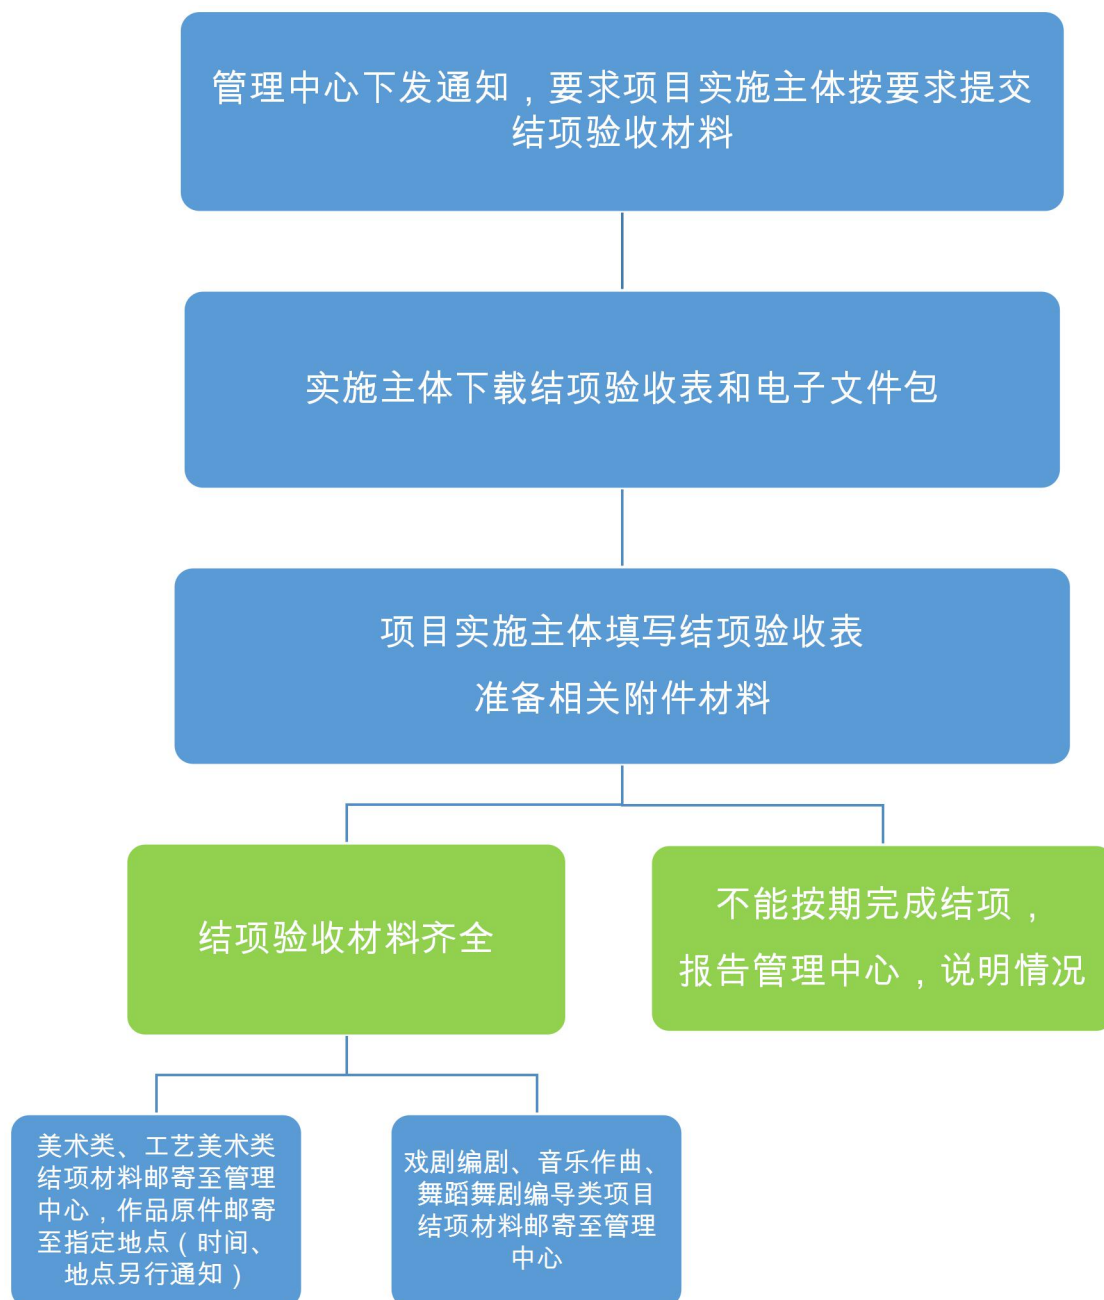 管理中心下发通知，要求项目实施主体按要求提交
结项验收材料
实施主体下载结项验收表和电子文件包
项目实施主体填写结项验收表
准备相关附件材料
结项验收材料齐全
不能按期完成结项，
报告管理中心，说明情况
美术类、工艺美术类
结项材料邮寄至管理
中心，作品原件邮寄
至指定地点（时间、
地点另行通知）
戏剧编剧、音乐作曲、
舞蹈舞剧编导类项目
结项材料邮寄至管理
中心